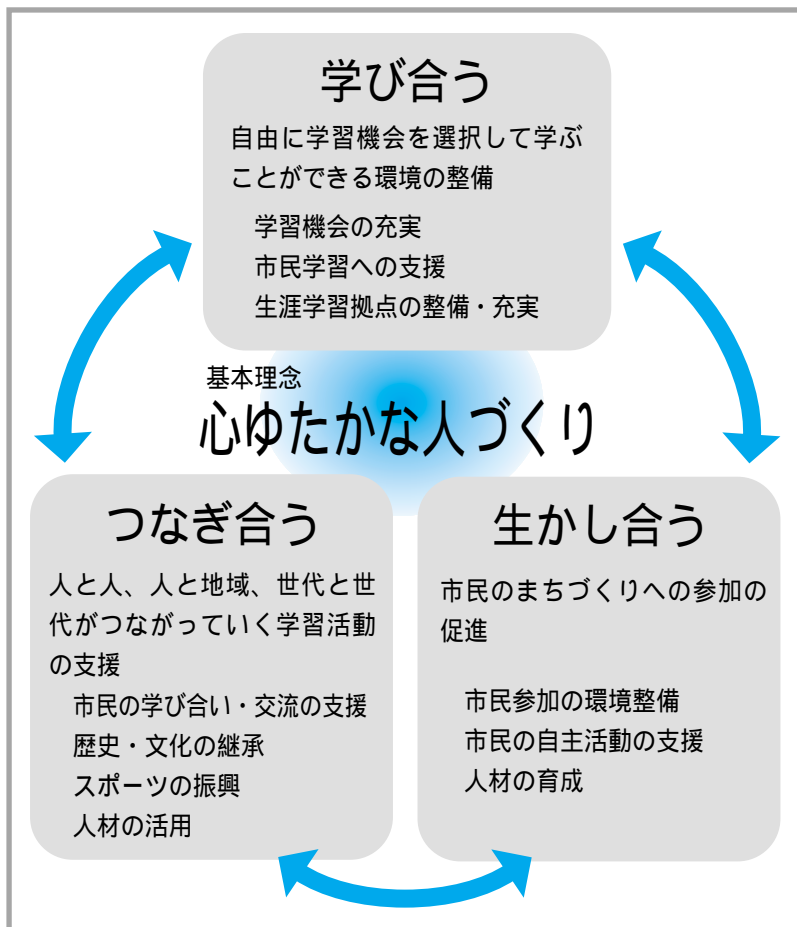 学び合う
自由に学習機会を選択して学ぶ
ことができる環境の整備
学習機会の充実
市民学習への支援
生涯学習拠点の整備・充実
基本理念
心ゆたかな人づくり
つなぎ合う
人と人、人と地域、世代と世
代がつながっていく学習活動
の支援
市民の学び合い・交流の支援
歴史・文化の継承
スポーツの振興
人材の活用
生かし合う
市民のまちづくりへの参加の
促進
市民参加の環境整備
市民の自主活動の支援
人材の育成